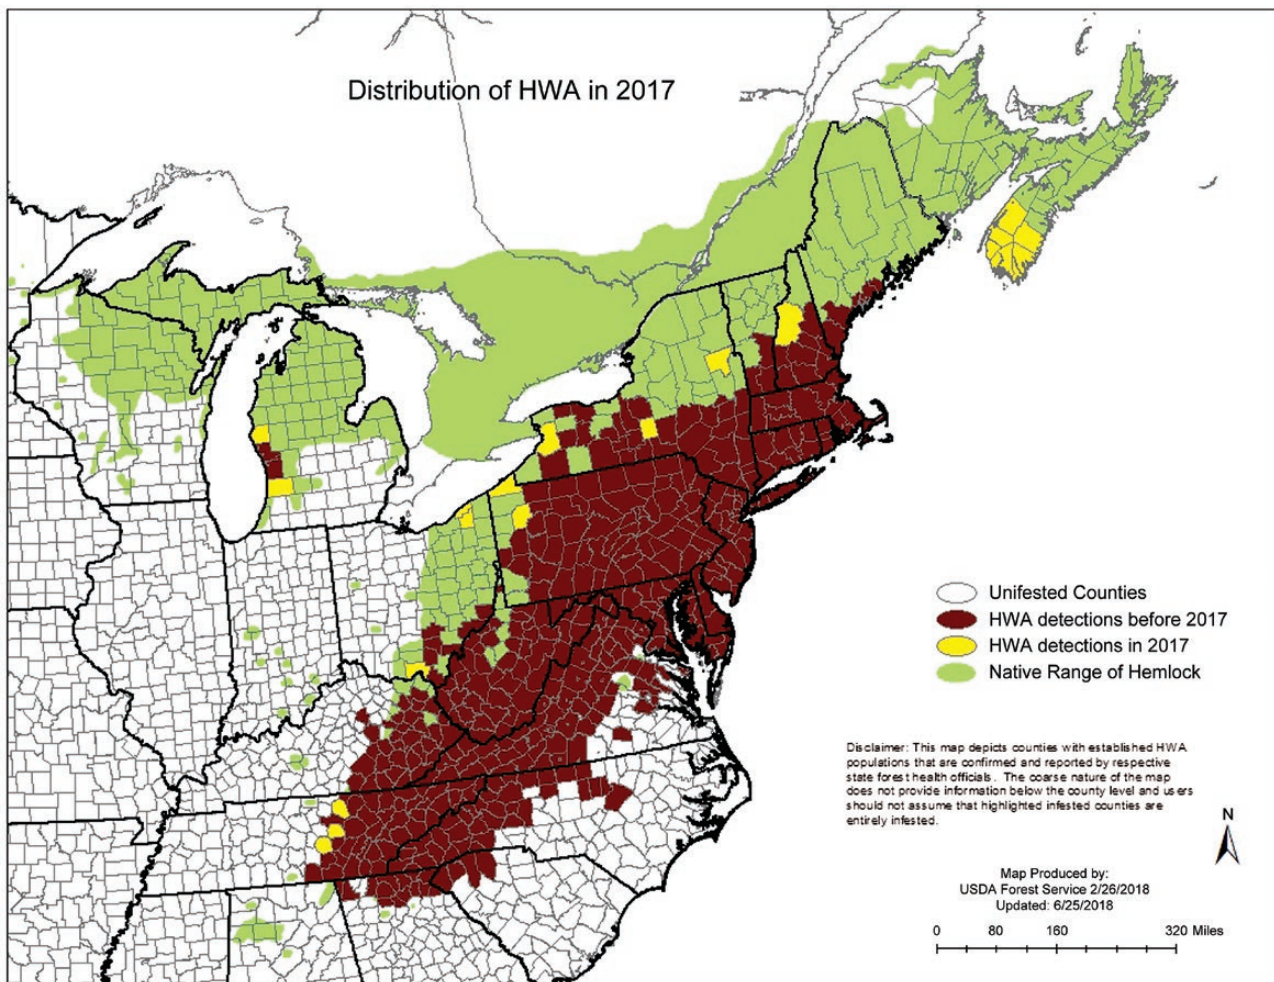 Distribution of HWA in 2017
Unifested Counties
HWA detections before 2017
HWA detections in 2017
Native Range of Hemlock
Disclaimer: This map depicts counties with established HWA
populations that are confirmed and reported by respective
state forest health officials. The coarse nature of the map
does not provide information below the county level and users
should not assume that highlighted infested counties are
entirely infested.
N
Map Produced by:
USDA Forest Service 2/26/2018
Updated: 6/25/2018
0 80 160 320 Miles